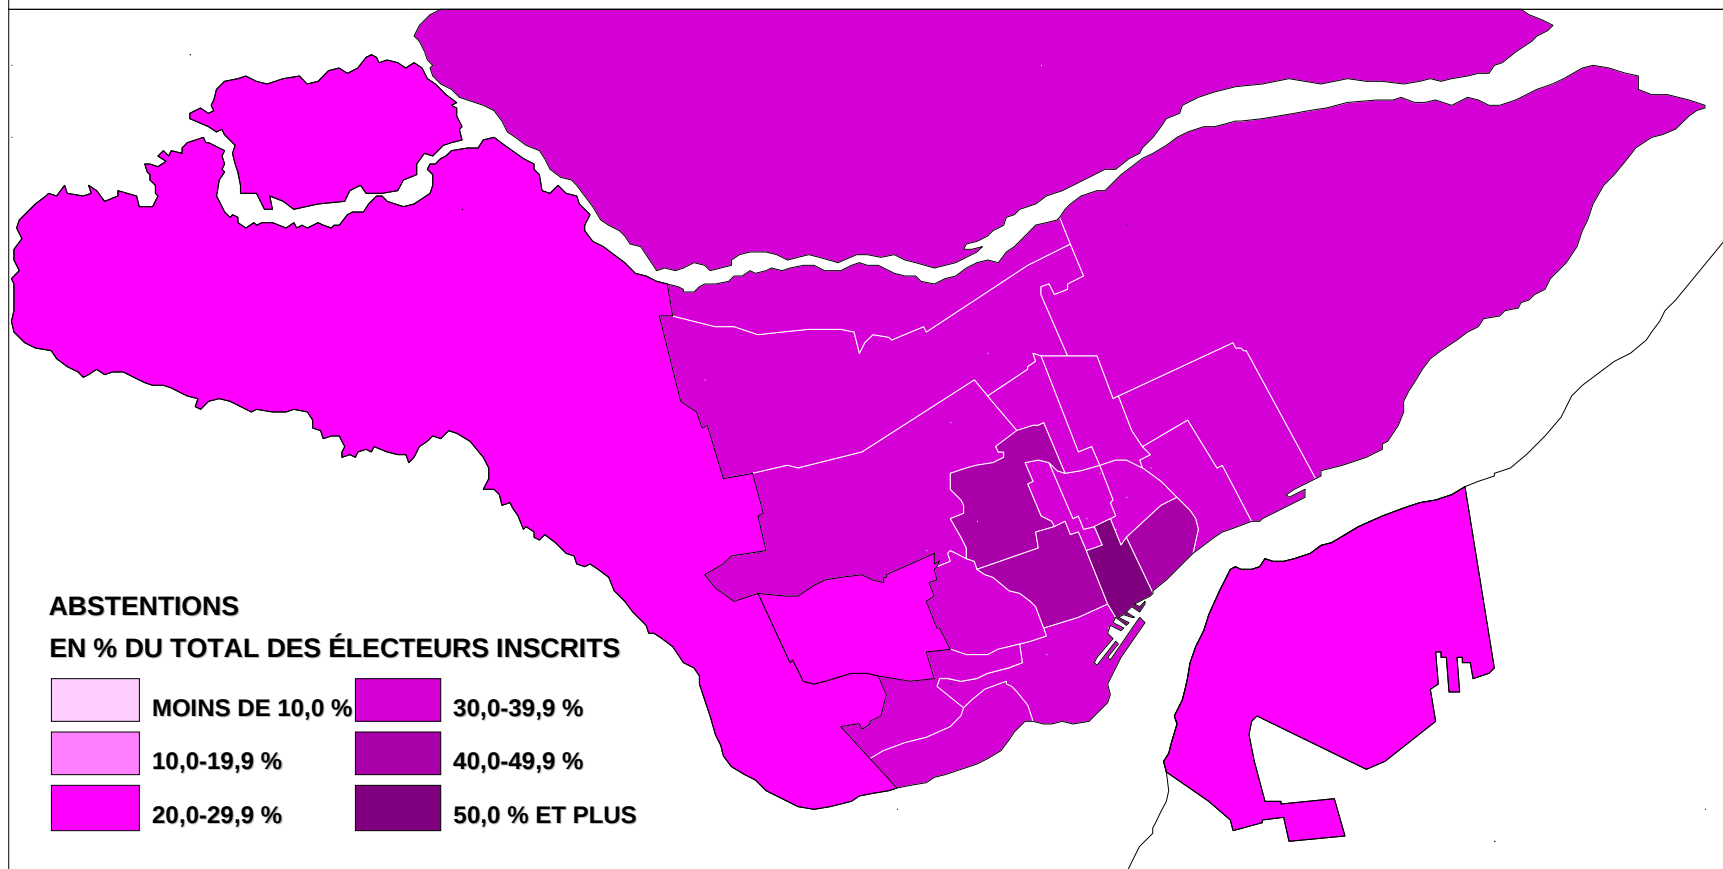 ABSTENTIONS
EN % DU TOTAL DES ÉLECTEURS INSCRITS
MOINS DE 10,0 %
10,0-19,9 %
20,0-29,9 %
30,0-39,9 %
40,0-49,9 %
50,0 % ET PLUS